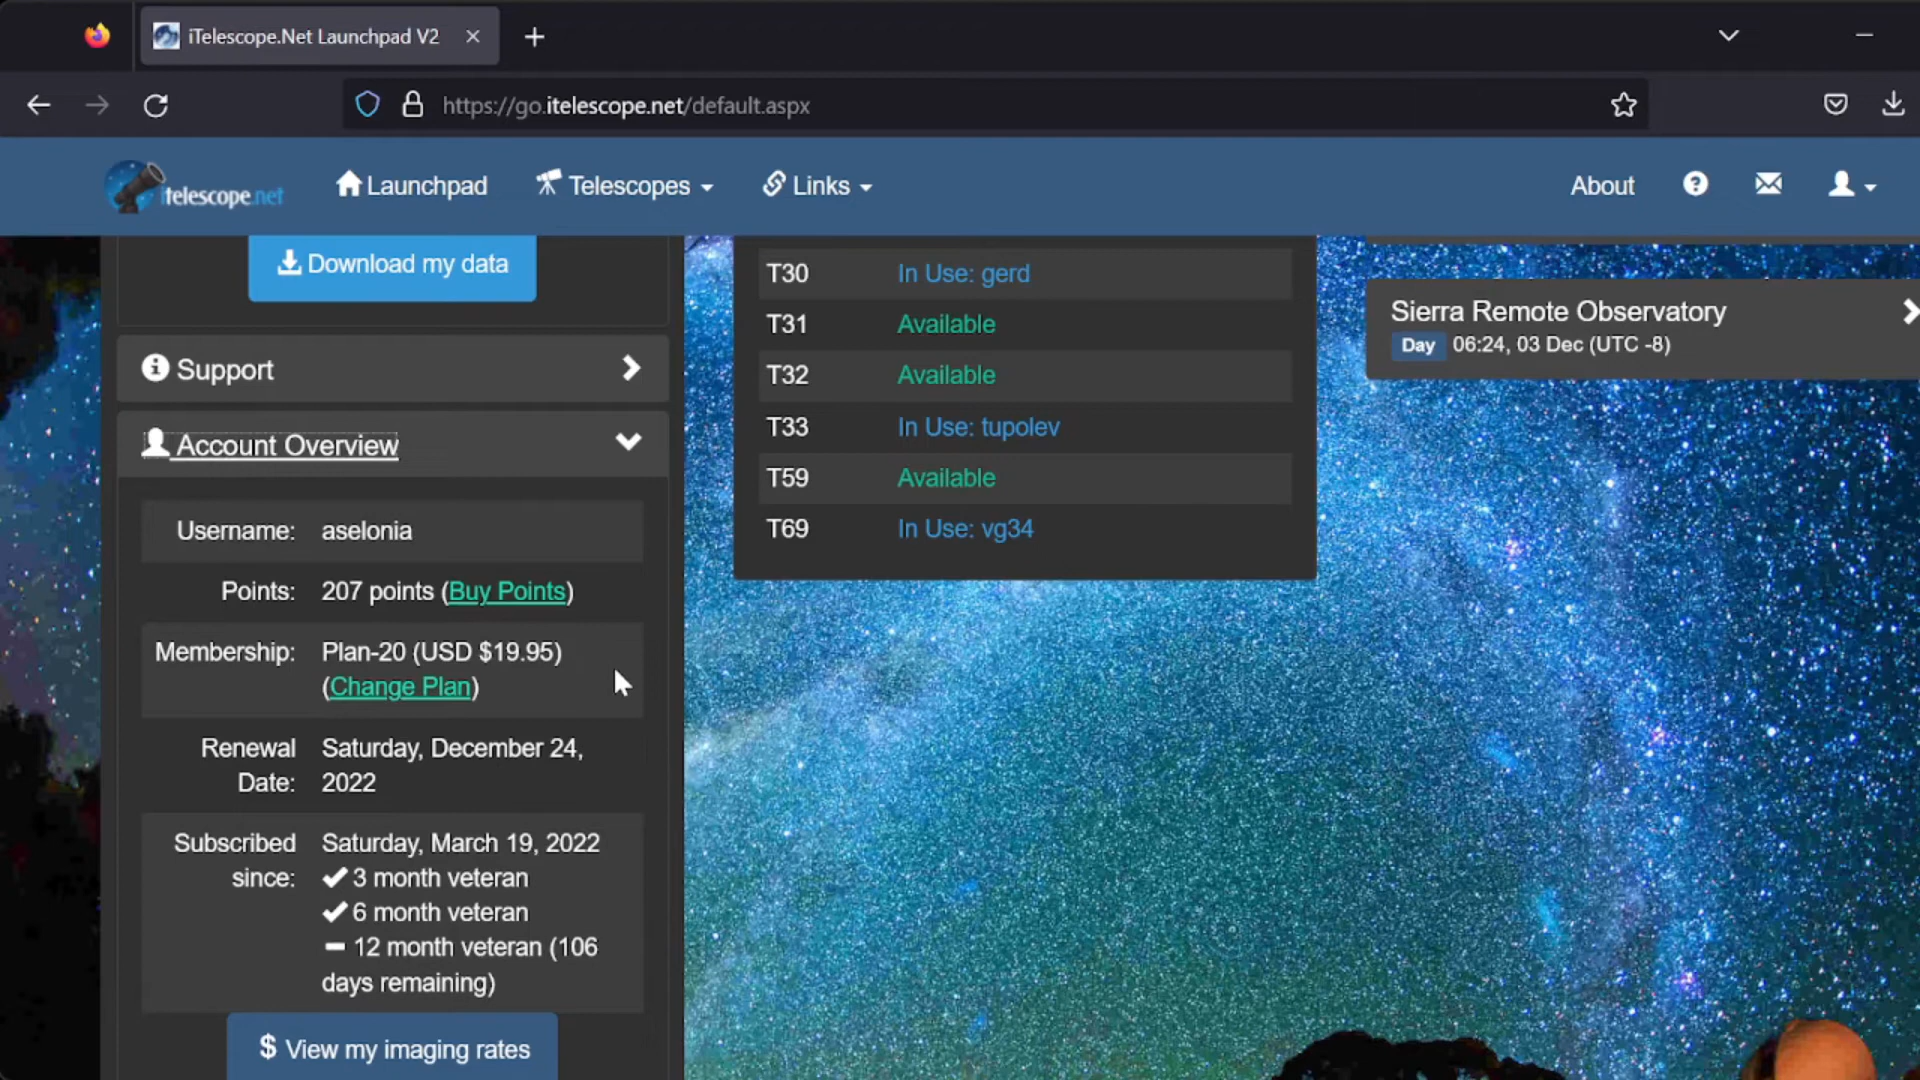 iTelescope.Net Launchpad V2
https://go.itelescope.net/default.aspx
itelescope.net
Launchpad
Telescopes
Links
About
Download my data
Support
Account Overview
Username: aselonia
Points: 207 points (Buy Points)
Membership: Plan-20 (USD $19.95)
(Change Plan)
Renewal Saturday, December 24,
Date: 2022
Subscribed Saturday, March 19, 2022
since: 3 month veteran
6 month veteran
12 month veteran (106
days remaining)
$ View my imaging rates
T30 In Use: gerd
T31 Available
T32 Available
T33 In Use: tupolev
T59 Available
T69 In Use: vg34
Sierra Remote Observatory
Day 06:24, 03 Dec (UTC -8)